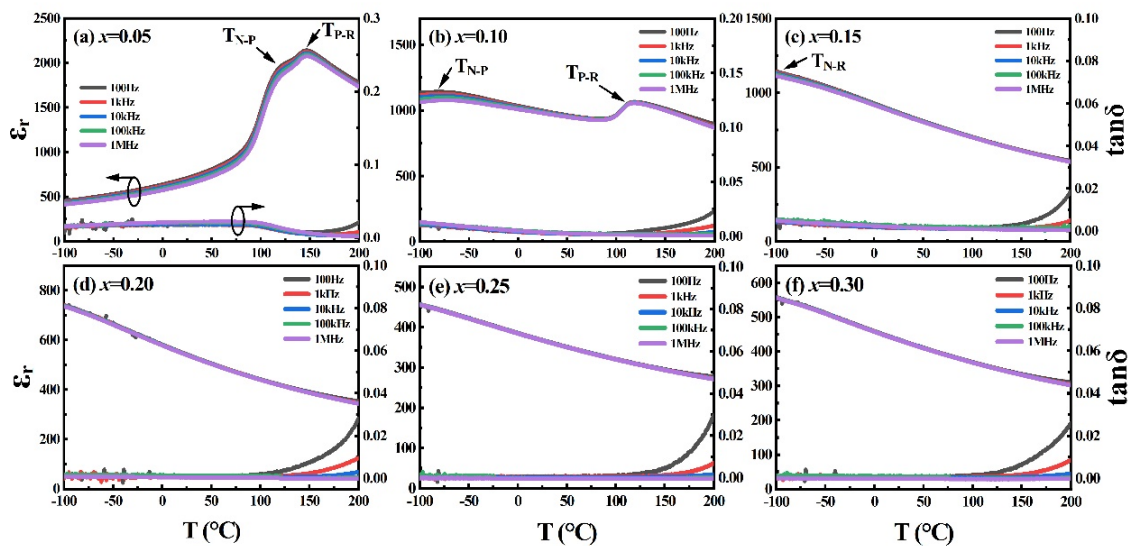 (a) x=0.05
T_N-P
T_P-R
100Hz
1kHz
10kHz
100kHz
1MHz
2500
2000
1500
1000
500
0
0.3
0.2
0.1
0.0
-100 -50 0 50 100 150 200
εr
(b) x=0.10
T_N-P
T_P-R
100Hz
1kHz
10kHz
100kHz
1MHz
1500
1000
500
0
0.20
0.15
0.10
0.05
0.00
-100 -50 0 50 100 150 200
(c) x=0.15
T_N-R
100Hz
1kHz
10kHz
100kHz
1MHz
1500
1000
500
0
0.10
0.08
0.06
0.04
0.02
0.00
-100 -50 0 50 100 150 200
tanδ
(d) x=0.20
100Hz
1kHz
10kHz
100kHz
1MHz
800
600
400
200
0
0.10
0.08
0.06
0.04
0.02
0.00
-100 -50 0 50 100 150 200
εr
T (°C)
(e) x=0.25
100Hz
1kHz
10kHz
100kHz
1MHz
500
400
300
200
100
0
0.10
0.08
0.06
0.04
0.02
0.00
-100 -50 0 50 100 150 200
T (°C)
(f) x=0.30
100Hz
1kHz
10kHz
100kHz
1MHz
600
500
400
300
200
100
0
0.10
0.08
0.06
0.04
0.02
0.00
-100 -50 0 50 100 150 200
T (°C)
tanδ